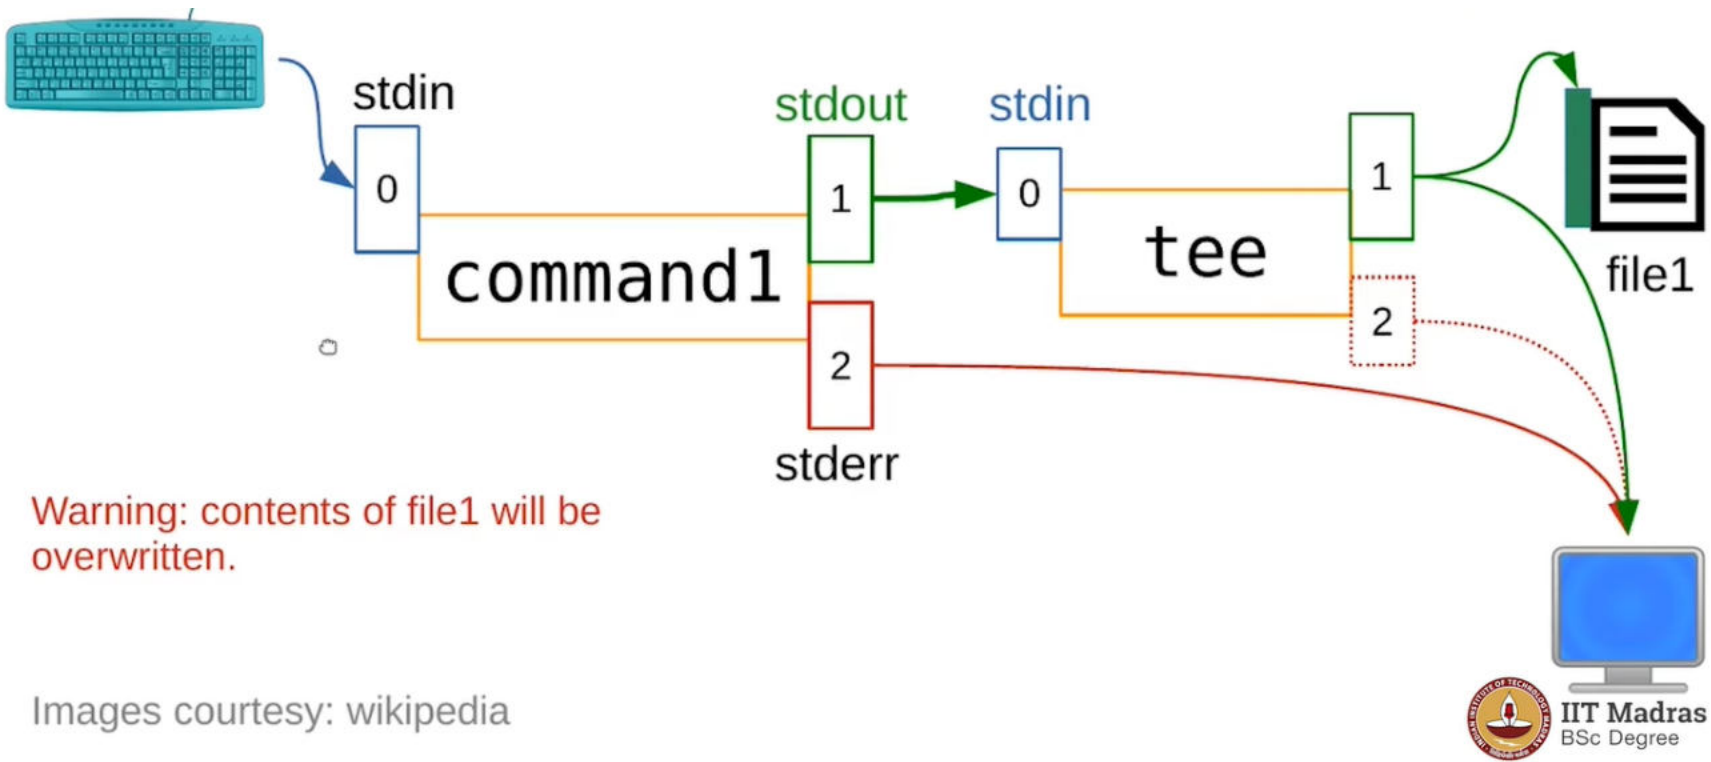 stdin
0
command1
stdout
1
2
stderr
stdin
0
tee
1
2
file1
Warning: contents of file1 will be
overwritten.
Images courtesy: wikipedia
IIT Madras
BSc Degree